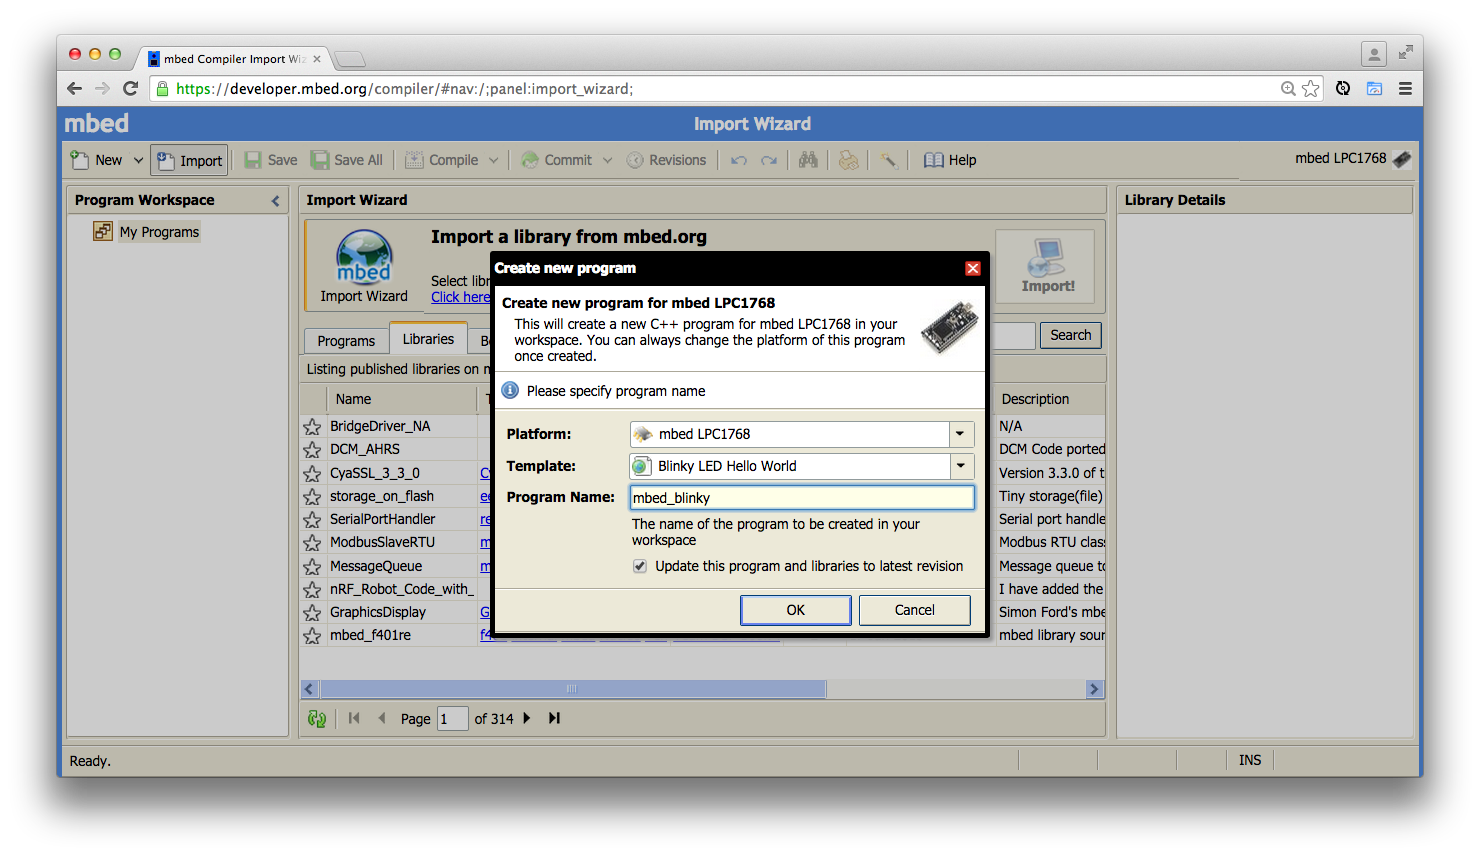 mbed Compiler Import Wiz
https://developer.mbed.org/compiler/#nav:/;panel:import_wizard;
mbed
Import Wizard
New
Import
Save
Save All
Compile
Commit
Revisions
Help
mbed LPC1768
Program Workspace
My Programs
Import Wizard
mbed
Import Wizard
Import a library from mbed.org
Select libr
Click here
Import!
Programs
Libraries
Search
Listing published libraries on
Name
Description
BridgeDriver_NA
N/A
DCM_AHRS
DCM Code ported
CyaSSL_3_3_0
Version 3.3.0 of t
storage_on_flash
ee
Tiny storage(file)
SerialPortHandler
re
Serial port handle
ModbusSlaveRTU
m
Modbus RTU clas
MessageQueue
m
Message queue to
nRF_Robot_Code_with_
I have added the
GraphicsDisplay
G
Simon Ford's mbe
mbed_f401re
f4
mbed library sour
Page 1 of 314
Library Details
Create new program
Create new program for mbed LPC1768
This will create a new C++ program for mbed LPC1768 in your
workspace. You can always change the platform of this program
once created.
Please specify program name
Platform: mbed LPC1768
Template: Blinky LED Hello World
Program Name: mbed_blinky
The name of the program to be created in your
workspace
Update this program and libraries to latest revision
OK
Cancel
Ready.
INS